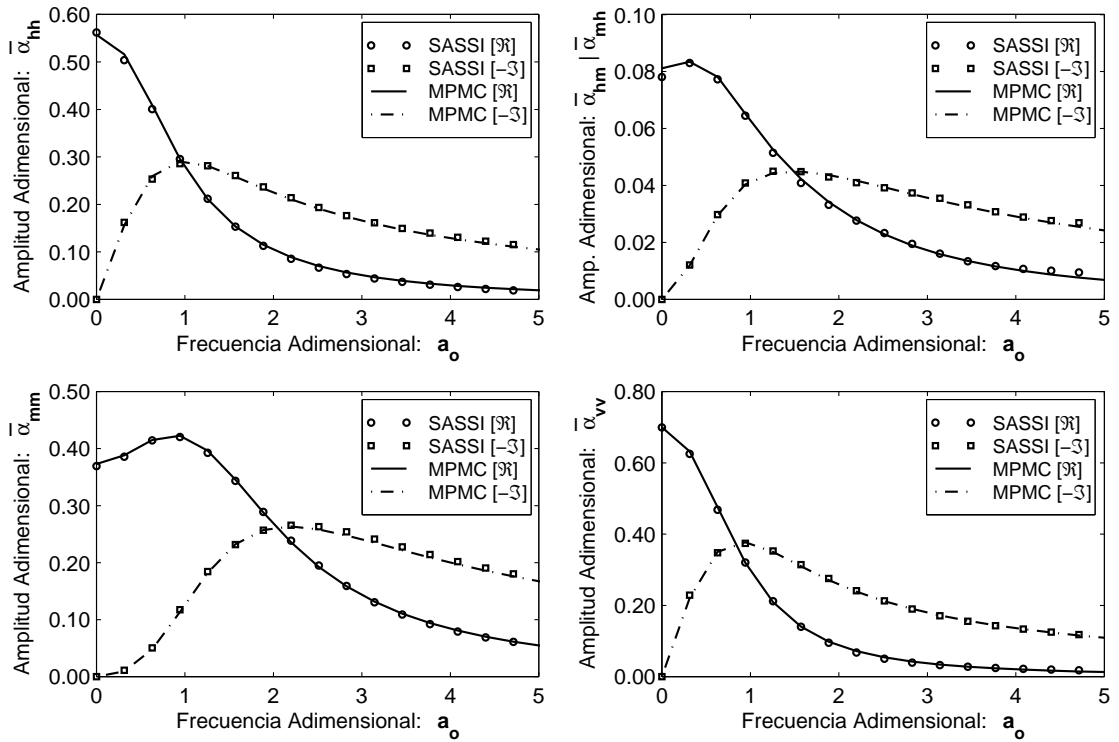 Amplitud Adimensional: ᾱhh
0.60
0.50
0.40
0.30
0.20
0.10
0.00
SASSI [ℜ]
SASSI [−ℑ]
MPMC [ℜ]
MPMC [−ℑ]
0 1 2 3 4 5
Frecuencia Adimensional: ao
Amp. Adimensional: ᾱhm | ᾱmh
0.10
0.08
0.06
0.04
0.02
0.00
SASSI [ℜ]
SASSI [−ℑ]
MPMC [ℜ]
MPMC [−ℑ]
0 1 2 3 4 5
Frecuencia Adimensional: ao
Amplitud Adimensional: ᾱmm
0.50
0.40
0.30
0.20
0.10
0.00
SASSI [ℜ]
SASSI [−ℑ]
MPMC [ℜ]
MPMC [−ℑ]
0 1 2 3 4 5
Frecuencia Adimensional: ao
Amplitud Adimensional: ᾱvv
0.80
0.60
0.40
0.20
0.00
SASSI [ℜ]
SASSI [−ℑ]
MPMC [ℜ]
MPMC [−ℑ]
0 1 2 3 4 5
Frecuencia Adimensional: ao